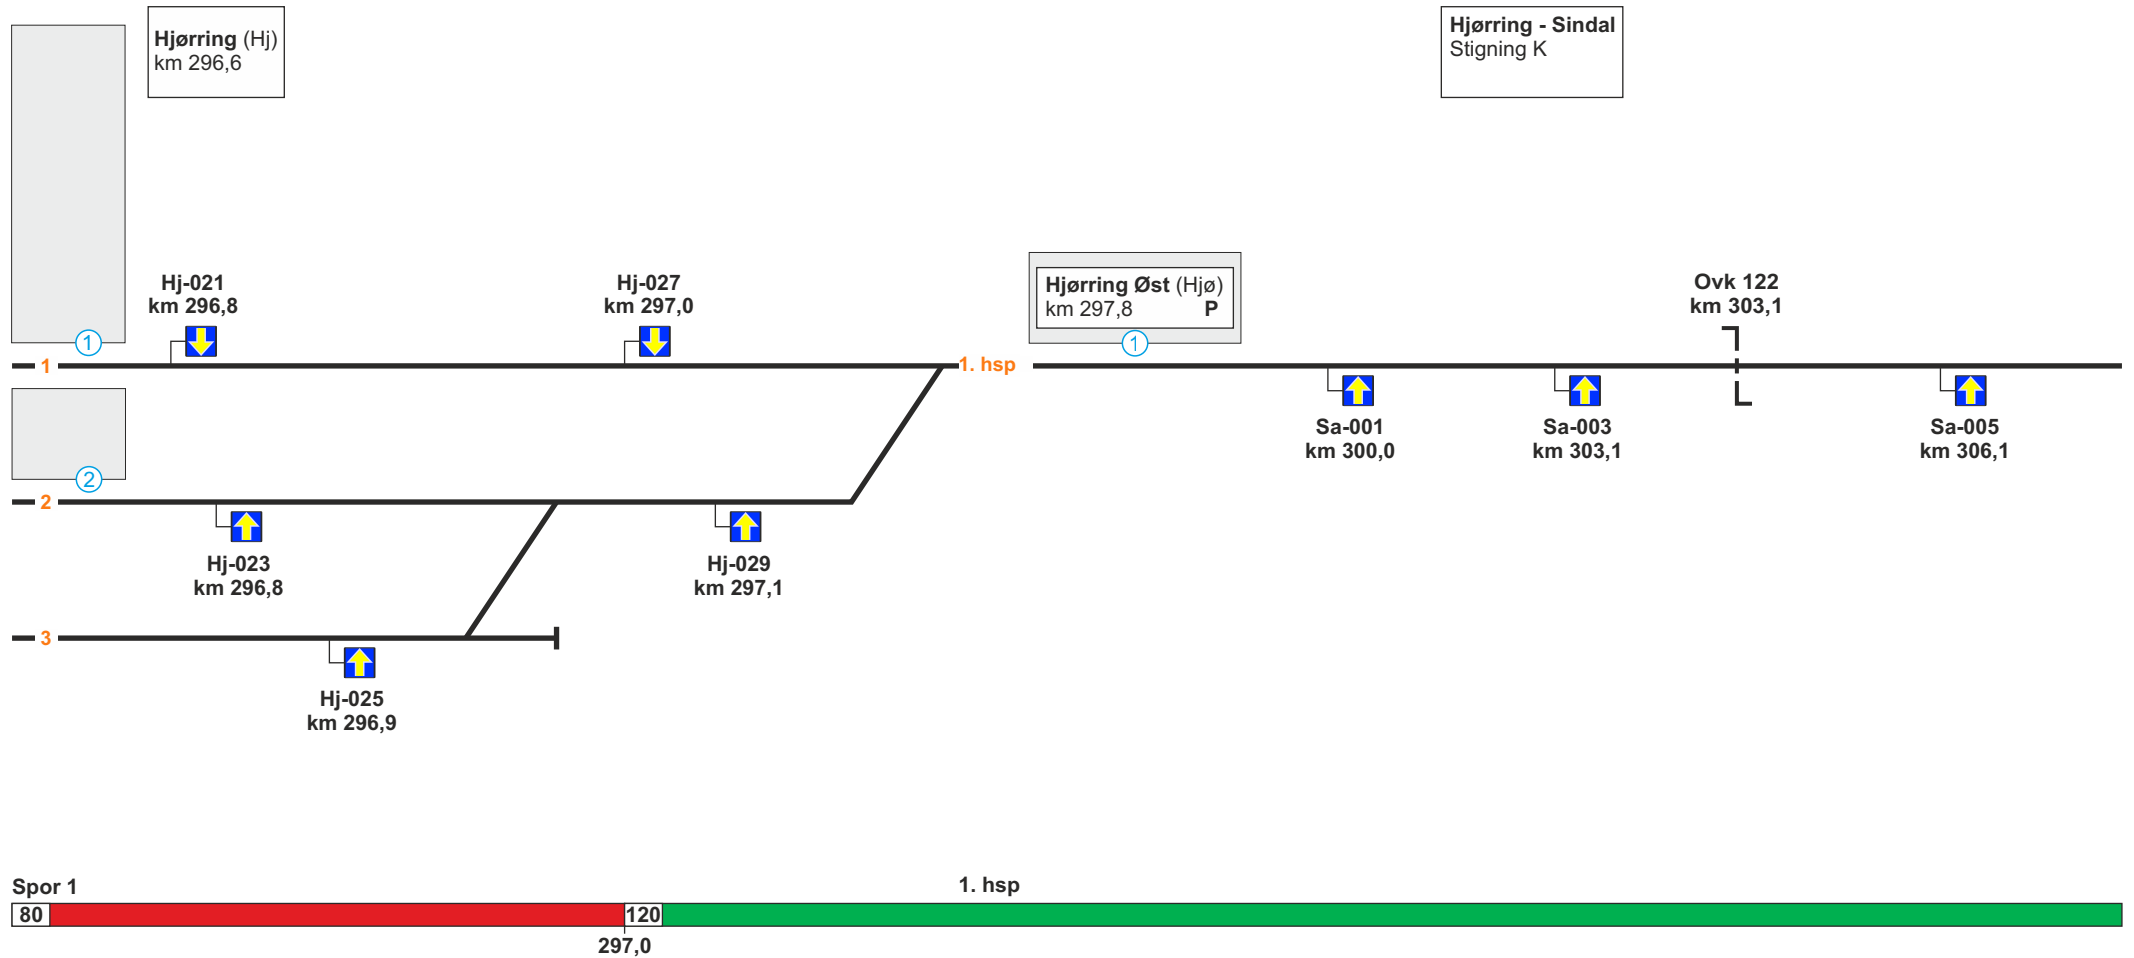 Hjørring (Hj)
km 296,6
Hjørring - Sindal
Stigning K
Hj-021
km 296,8
Hj-027
km 297,0
Hjørring Øst (Hjø)
km 297,8 P
Ovk 122
km 303,1
1
1
1
1. hsp
Sa-001
km 300,0
Sa-003
km 303,1
Sa-005
km 306,1
2
2
Hj-023
km 296,8
Hj-029
km 297,1
3
Hj-025
km 296,9
Spor 1
1. hsp
80
120
297,0